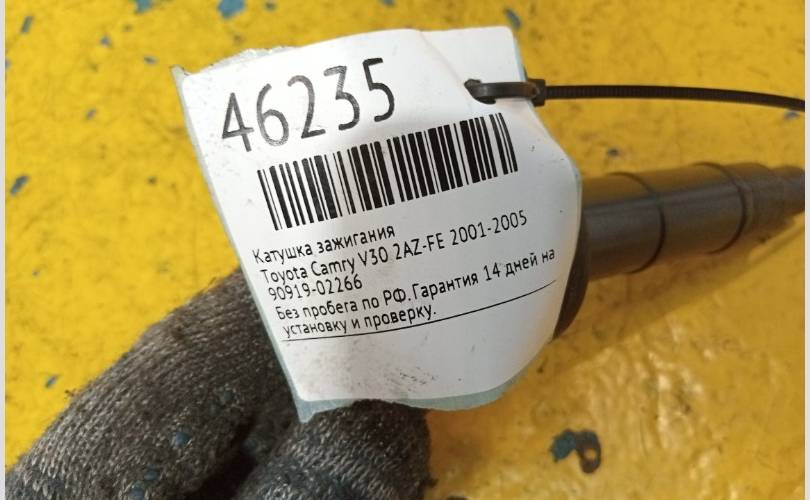 46235
Катушка зажигания
Toyota Camry V30 2AZ-FE 2001-2005
90919-02266
Без пробега по РФ.Гарантия 14 дней на
установку и проверку.